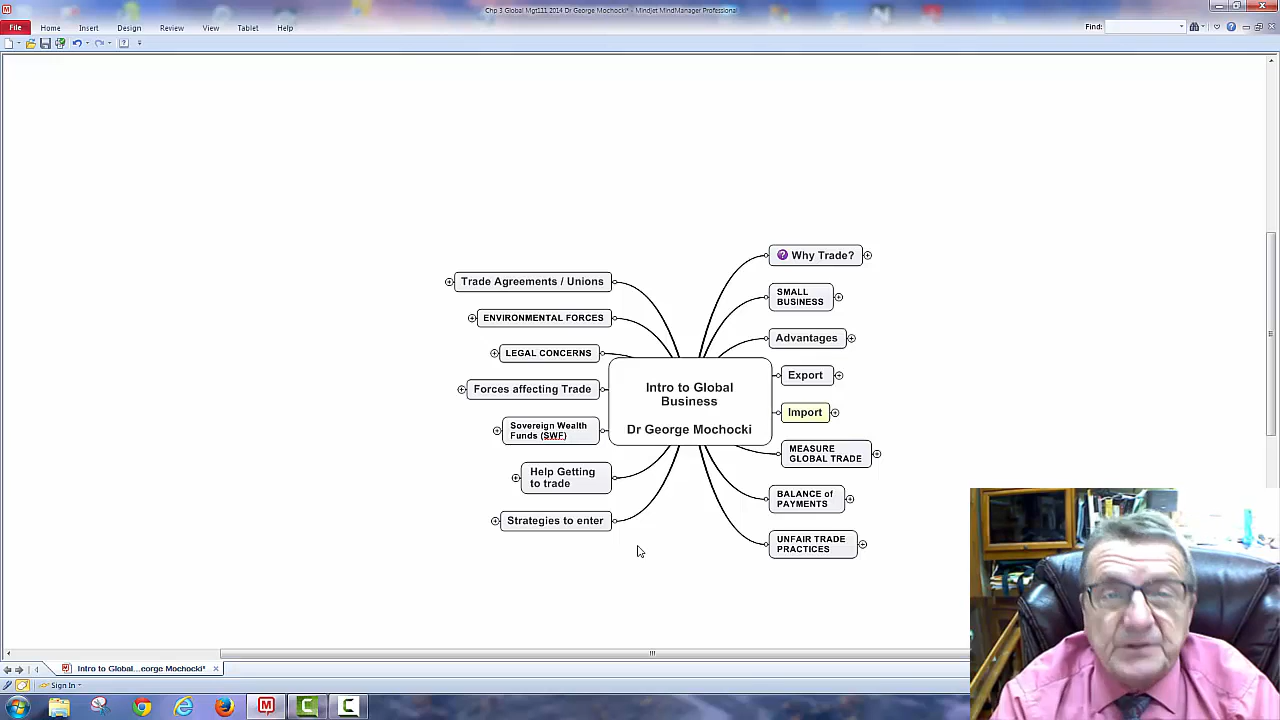 Chp 3 Global Mgt111 2014 Dr George Mochocki* - Mindjet MindManager Professional
File Home Insert Design Review View Tablet Help
Find:
Why Trade?
Trade Agreements / Unions
SMALL
BUSINESS
ENVIRONMENTAL FORCES
Advantages
LEGAL CONCERNS
Export
Forces affecting Trade
Intro to Global
Business
Dr George Mochocki
Import
Sovereign Wealth
Funds (SWF)
MEASURE
GLOBAL TRADE
Help Getting
to trade
BALANCE of
PAYMENTS
Strategies to enter
UNFAIR TRADE
PRACTICES
Intro to Global...eorge Mochocki*
Sign In